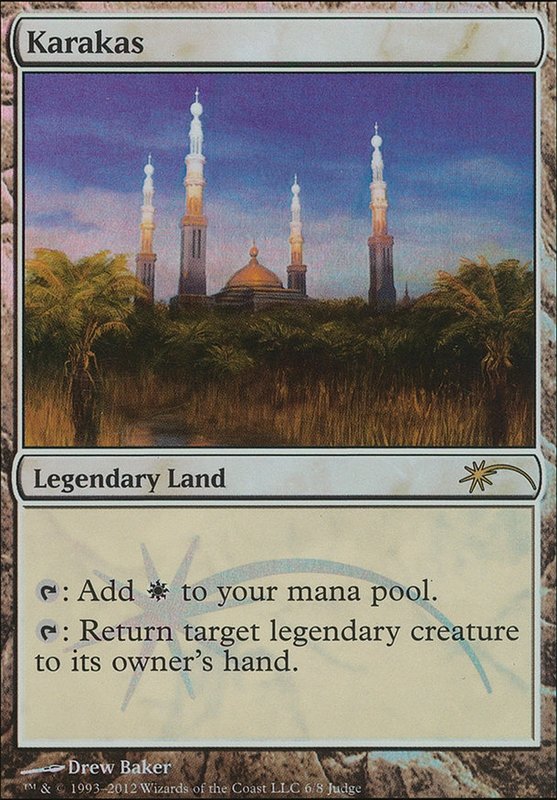 Karakas
Legendary Land
: Add to your mana pool.
: Return target legendary creature
to its owner's hand.
Drew Baker
™ & © 1993–2012 Wizards of the Coast LLC 6/8 Judge